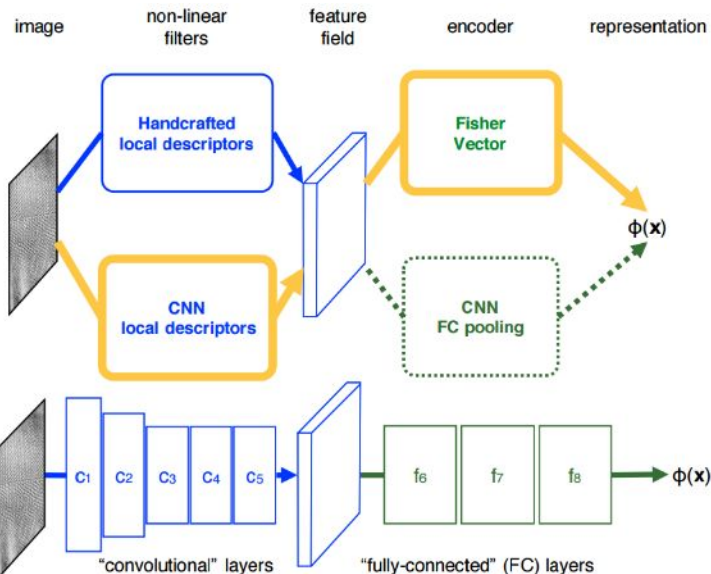 image
non-linear
filters
feature
field
encoder
representation
Handcrafted
local descriptors
Fisher
Vector
ϕ(x)
CNN
local descriptors
CNN
FC pooling
C1
C2
C3
C4
C5
f6
f7
f8
ϕ(x)
"convolutional" layers
"fully-connected" (FC) layers